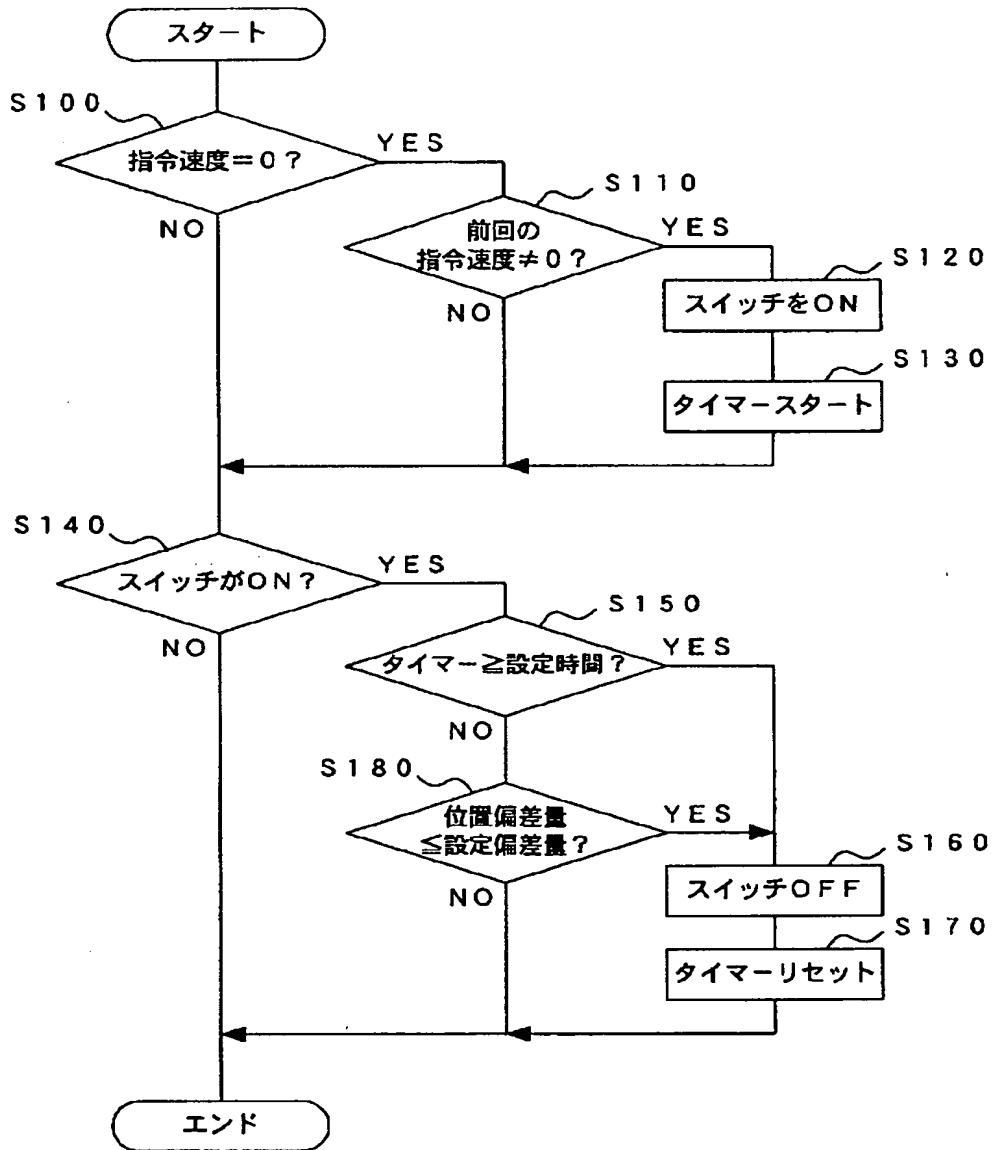 スタート
S100
指令速度=0?
YES
NO
S110
前回の
指令速度≠0?
YES
NO
S120
スイッチをON
S130
タイマースタート
S140
スイッチがON?
YES
NO
S150
タイマー≧設定時間?
YES
NO
S180
位置偏差量
≦設定偏差量?
YES
NO
S160
スイッチOFF
S170
タイマーリセット
エンド